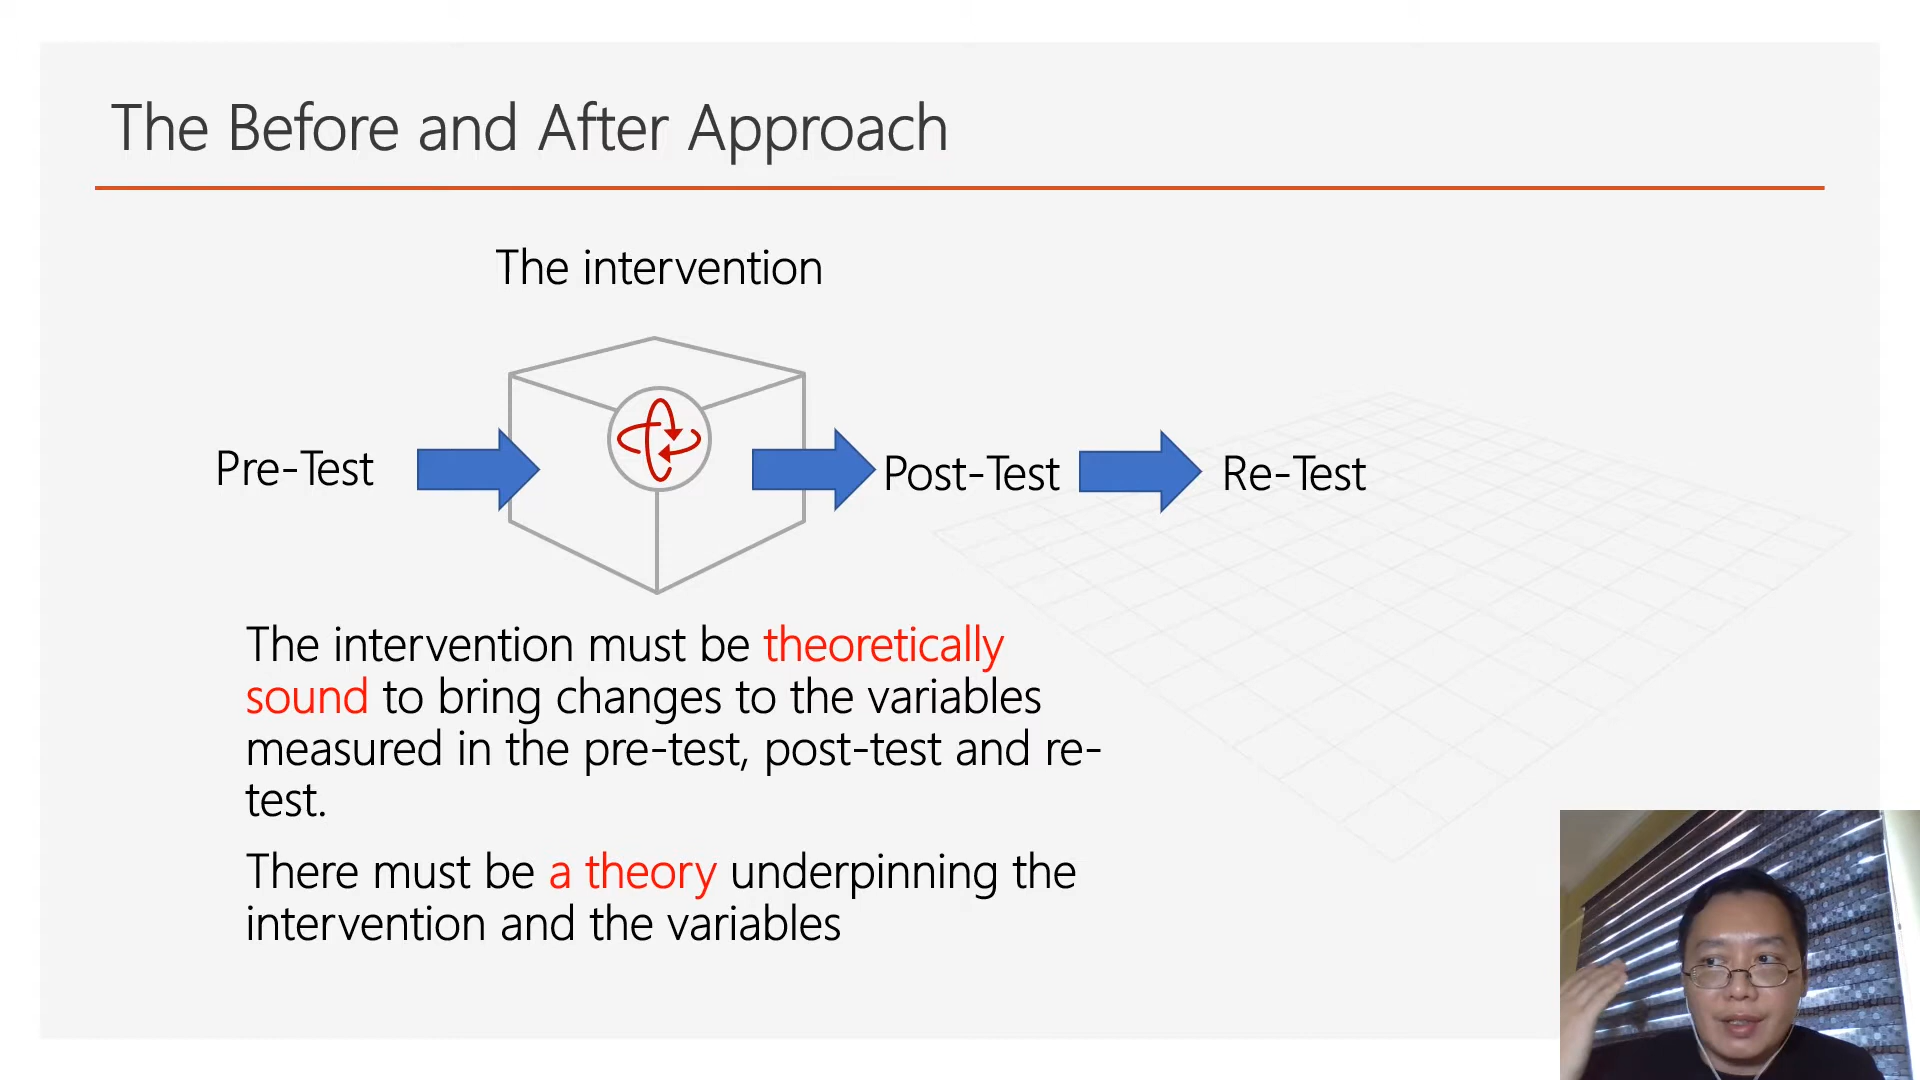 The Before and After Approach
The intervention
Pre-Test
Post-Test
Re-Test
The intervention must be theoretically
sound to bring changes to the variables
measured in the pre-test, post-test and re-
test.
There must be a theory underpinning the
intervention and the variables